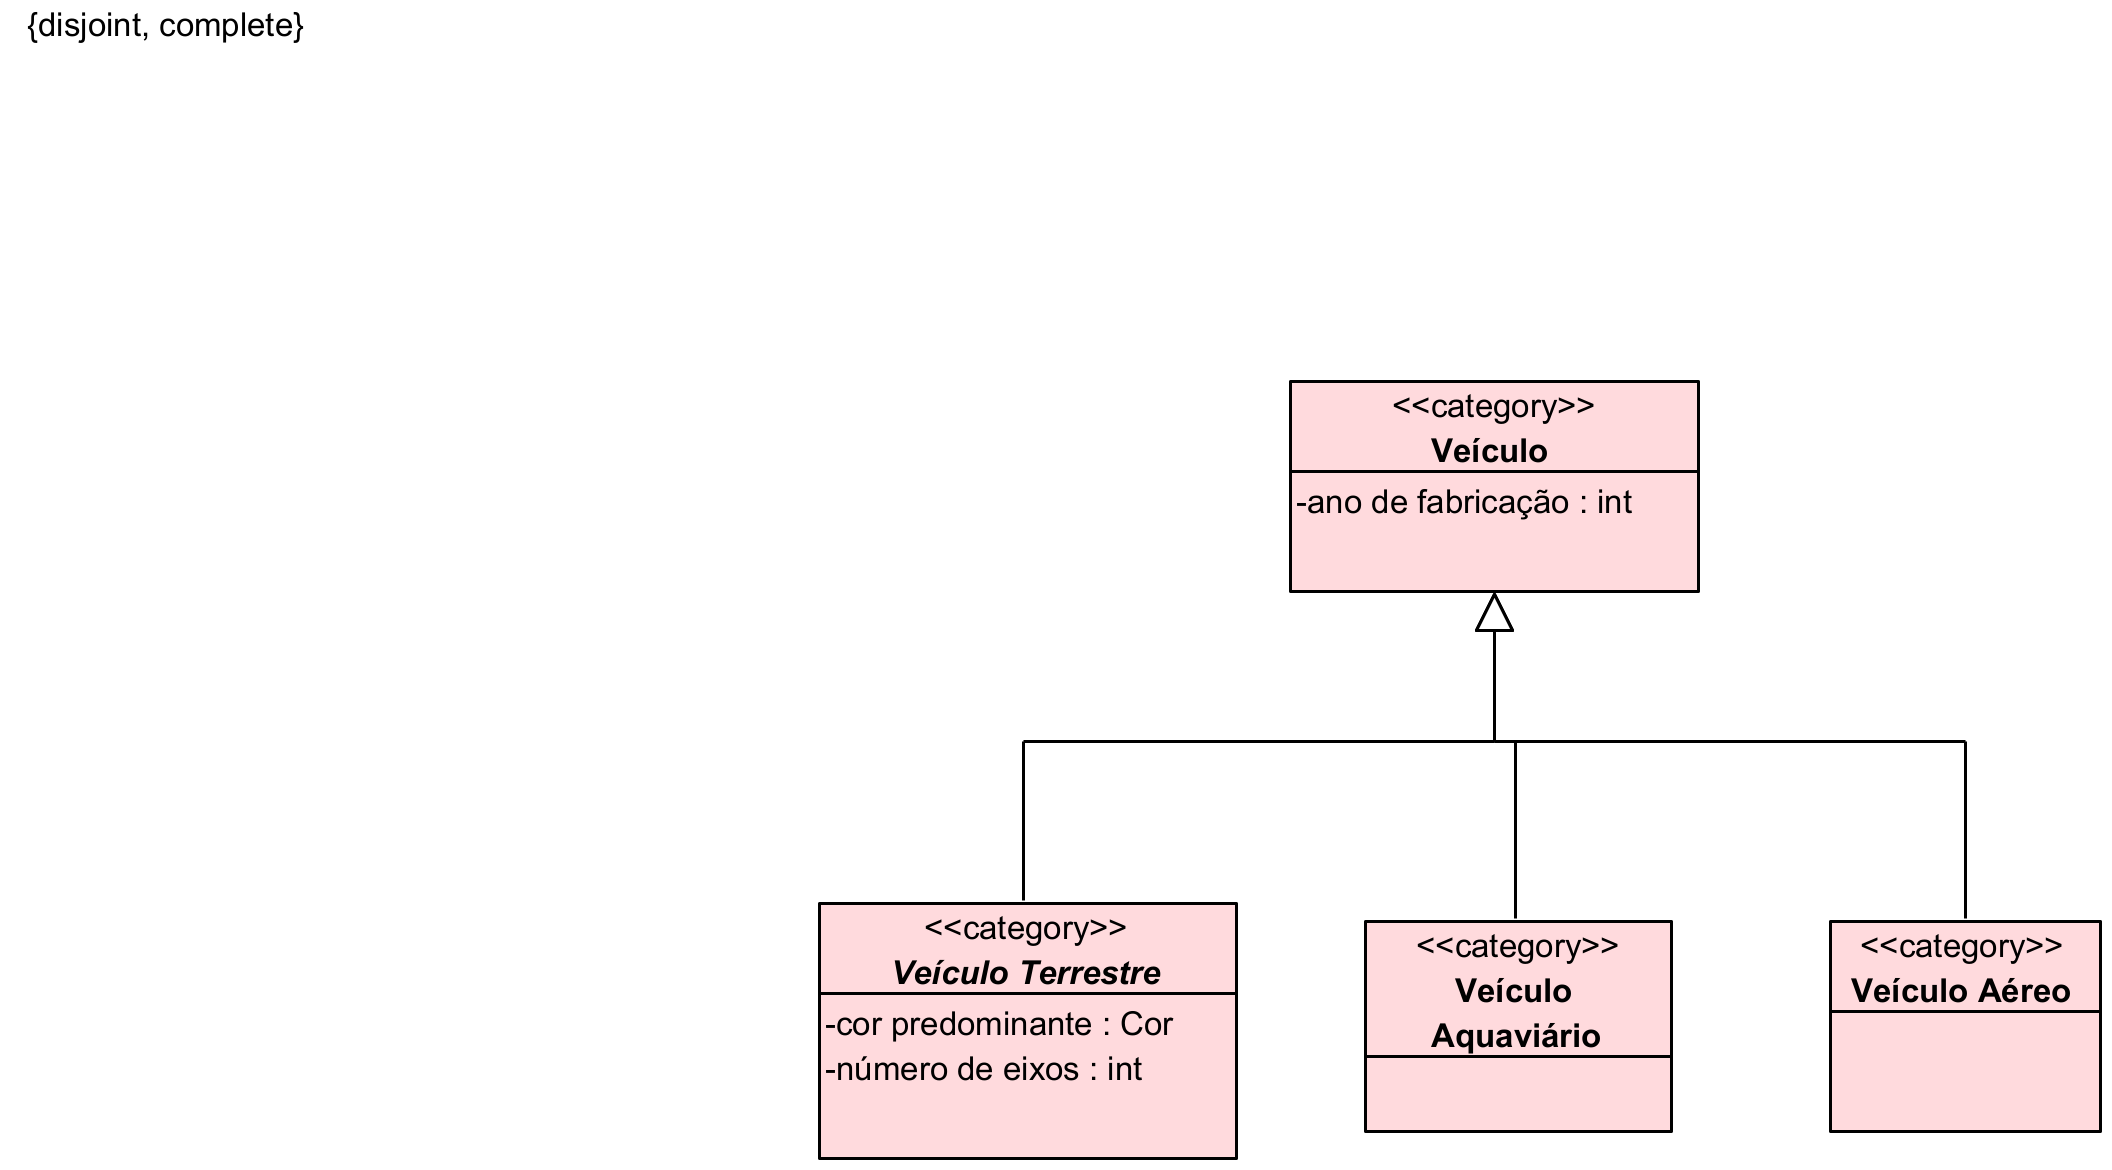 {disjoint, complete}
<<category>>
Veículo
-ano de fabricação : int
<<category>>
Veículo Terrestre
-cor predominante : Cor
-número de eixos : int
<<category>>
Veículo
Aquaviário
<<category>>
Veículo Aéreo